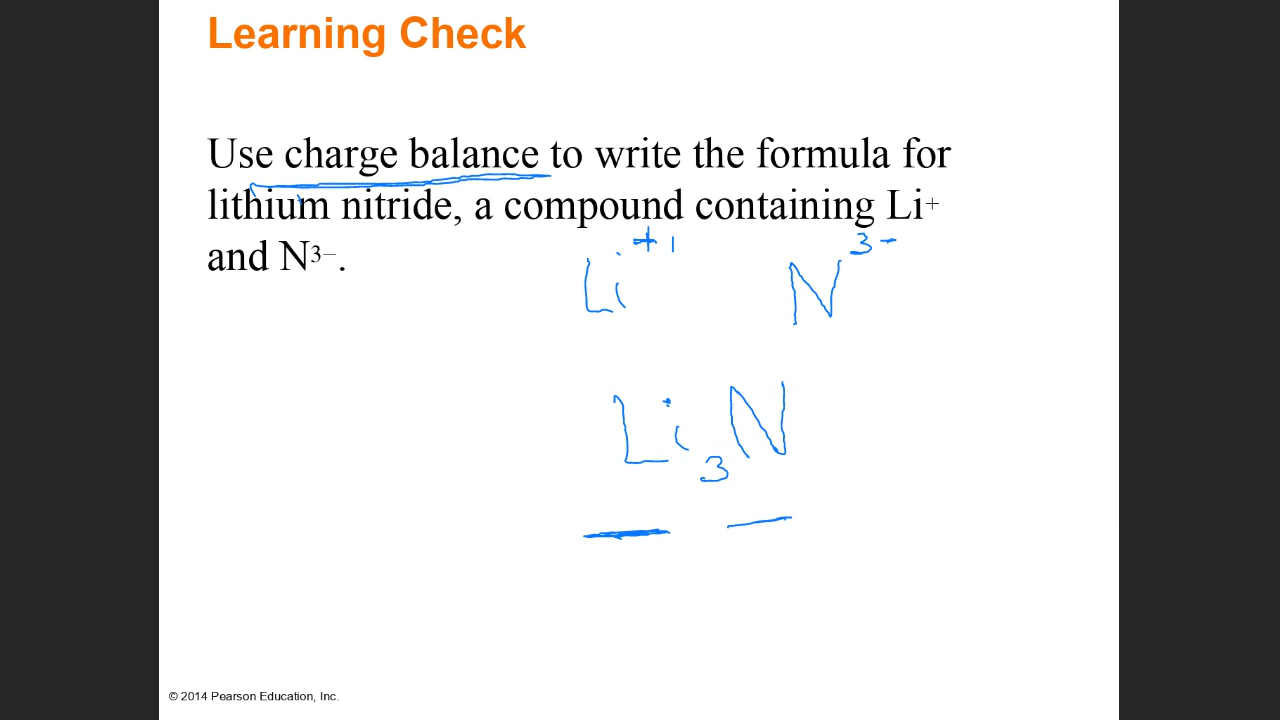 Learning Check
Use charge balance to write the formula for
lithium nitride, a compound containing Li⁺
and N³⁻.
Li⁺¹ N³⁻
Li₃N
© 2014 Pearson Education, Inc.